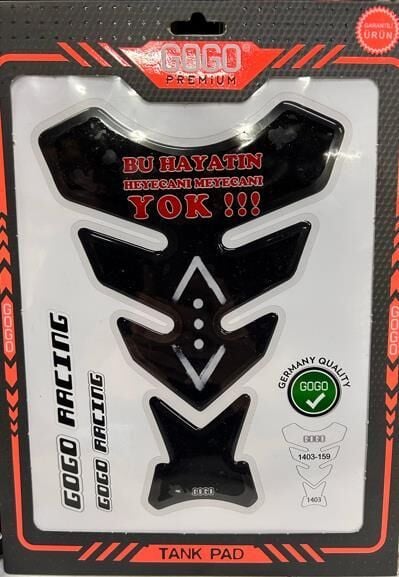 GARANTİLİ
ÜRÜN
GOGO
PREMIUM
BU HAYATIN
HEYECANI MEYECANI
YOK !!!
GOGO
GOGO
GOGO RACING
GOGO RACING
GERMANY QUALITY
GOGO
GOGO
1403-159
1403
GOGO
TANK PAD